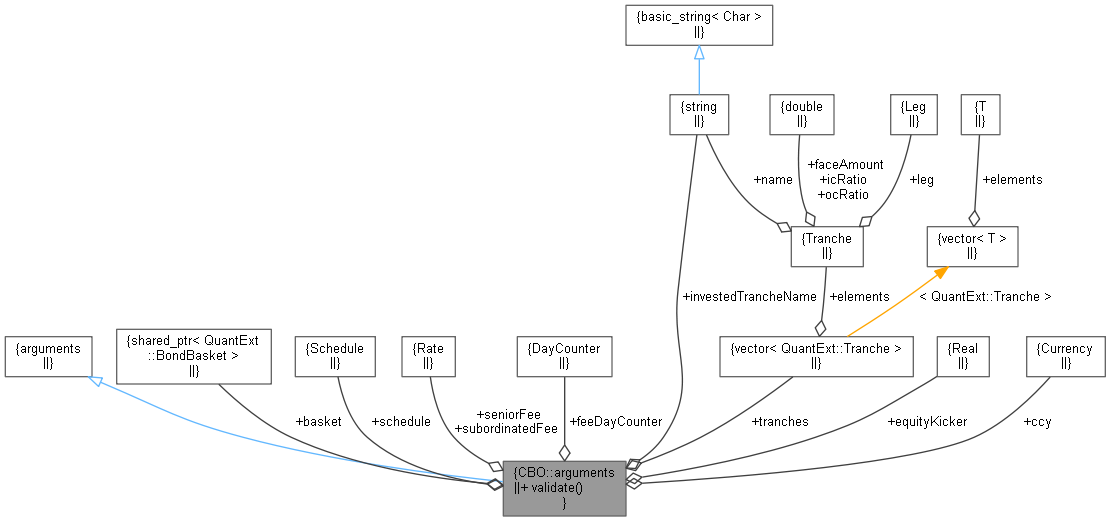 {basic_string< Char >
||}
{string
||}
{double
||}
{Leg
||}
{T
||}
+name
+faceAmount
+icRatio
+ocRatio
+leg
+elements
{Tranche
||}
{vector< T >
||}
+investedTrancheName
+elements
< QuantExt::Tranche >
{arguments
||}
{shared_ptr< QuantExt
::BondBasket >
||}
{Schedule
||}
{Rate
||}
{DayCounter
||}
{vector< QuantExt::Tranche >
||}
{Real
||}
{Currency
||}
+basket
+schedule
+seniorFee
+subordinatedFee
+feeDayCounter
+tranches
+equityKicker
+ccy
{CBO::arguments
||+ validate()
}